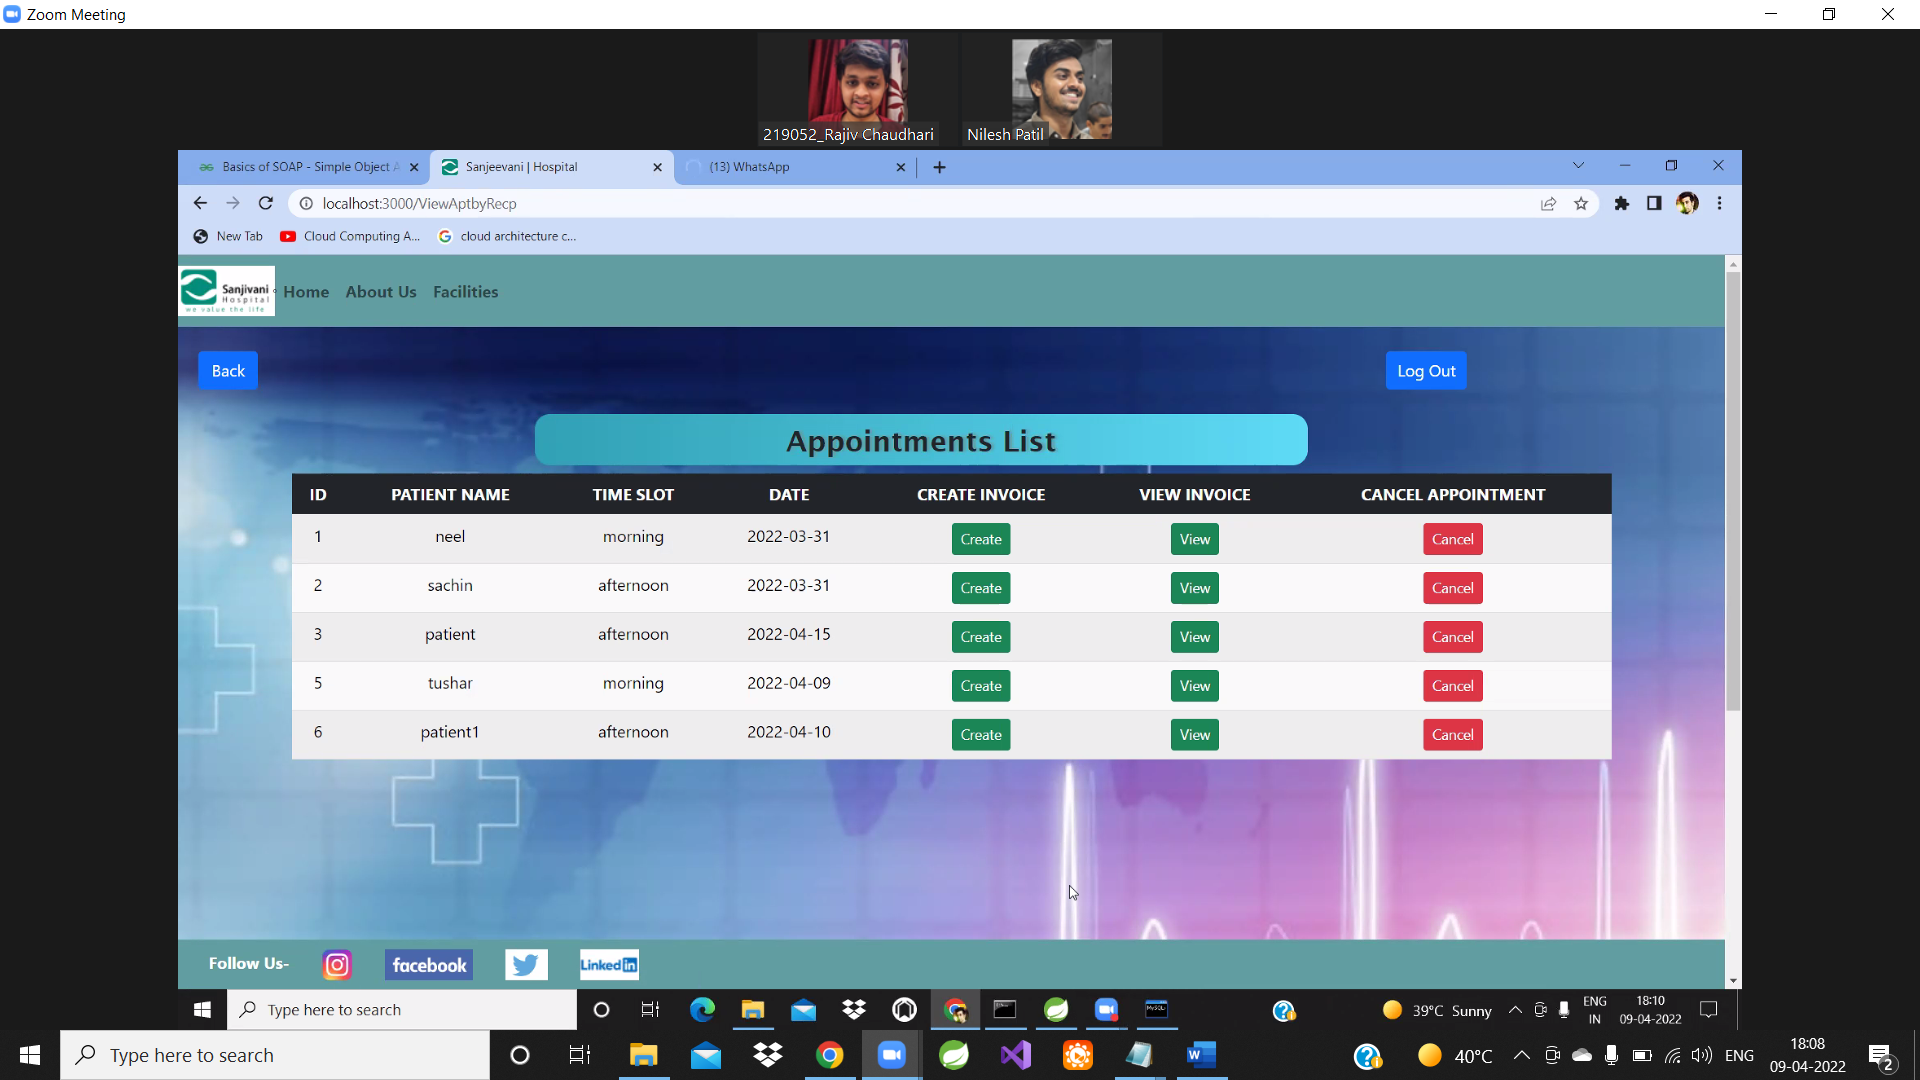 Zoom Meeting
219052_Rajiv Chaudhari
Nilesh Patil
Basics of SOAP - Simple Object A
Sanjeevani | Hospital
(13) WhatsApp
localhost:3000/ViewAptbyRecp
New Tab
Cloud Computing A...
cloud architecture c...
Sanjivani
Hospital
we value the life
Home
About Us
Facilities
Back
Log Out
Appointments List
ID PATIENT NAME TIME SLOT DATE CREATE INVOICE VIEW INVOICE CANCEL APPOINTMENT
1 neel morning 2022-03-31 Create View Cancel
2 sachin afternoon 2022-03-31 Create View Cancel
3 patient afternoon 2022-04-15 Create View Cancel
5 tushar morning 2022-04-09 Create View Cancel
6 patient1 afternoon 2022-04-10 Create View Cancel
Follow Us-
facebook
Linked in
Type here to search
MySQL
39°C Sunny
ENG
IN
18:10
09-04-2022
Type here to search
W
40°C
ENG
18:08
09-04-2022
2